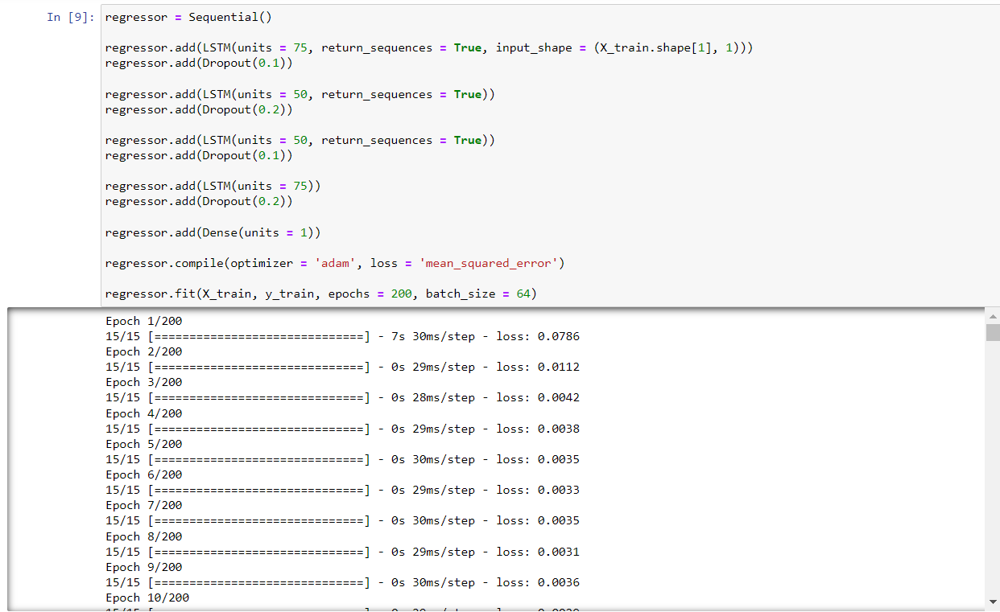 In [9]: regressor = Sequential()
regressor.add(LSTM(units = 75, return_sequences = True, input_shape = (X_train.shape[1], 1)))
regressor.add(Dropout(0.1))
regressor.add(LSTM(units = 50, return_sequences = True))
regressor.add(Dropout(0.2))
regressor.add(LSTM(units = 50, return_sequences = True))
regressor.add(Dropout(0.1))
regressor.add(LSTM(units = 75))
regressor.add(Dropout(0.2))
regressor.add(Dense(units = 1))
regressor.compile(optimizer = 'adam', loss = 'mean_squared_error')
regressor.fit(X_train, y_train, epochs = 200, batch_size = 64)
Epoch 1/200
15/15 [==============================] - 7s 30ms/step - loss: 0.0786
Epoch 2/200
15/15 [==============================] - 0s 29ms/step - loss: 0.0112
Epoch 3/200
15/15 [==============================] - 0s 28ms/step - loss: 0.0042
Epoch 4/200
15/15 [==============================] - 0s 29ms/step - loss: 0.0038
Epoch 5/200
15/15 [==============================] - 0s 30ms/step - loss: 0.0035
Epoch 6/200
15/15 [==============================] - 0s 29ms/step - loss: 0.0033
Epoch 7/200
15/15 [==============================] - 0s 30ms/step - loss: 0.0035
Epoch 8/200
15/15 [==============================] - 0s 29ms/step - loss: 0.0031
Epoch 9/200
15/15 [==============================] - 0s 30ms/step - loss: 0.0036
Epoch 10/200